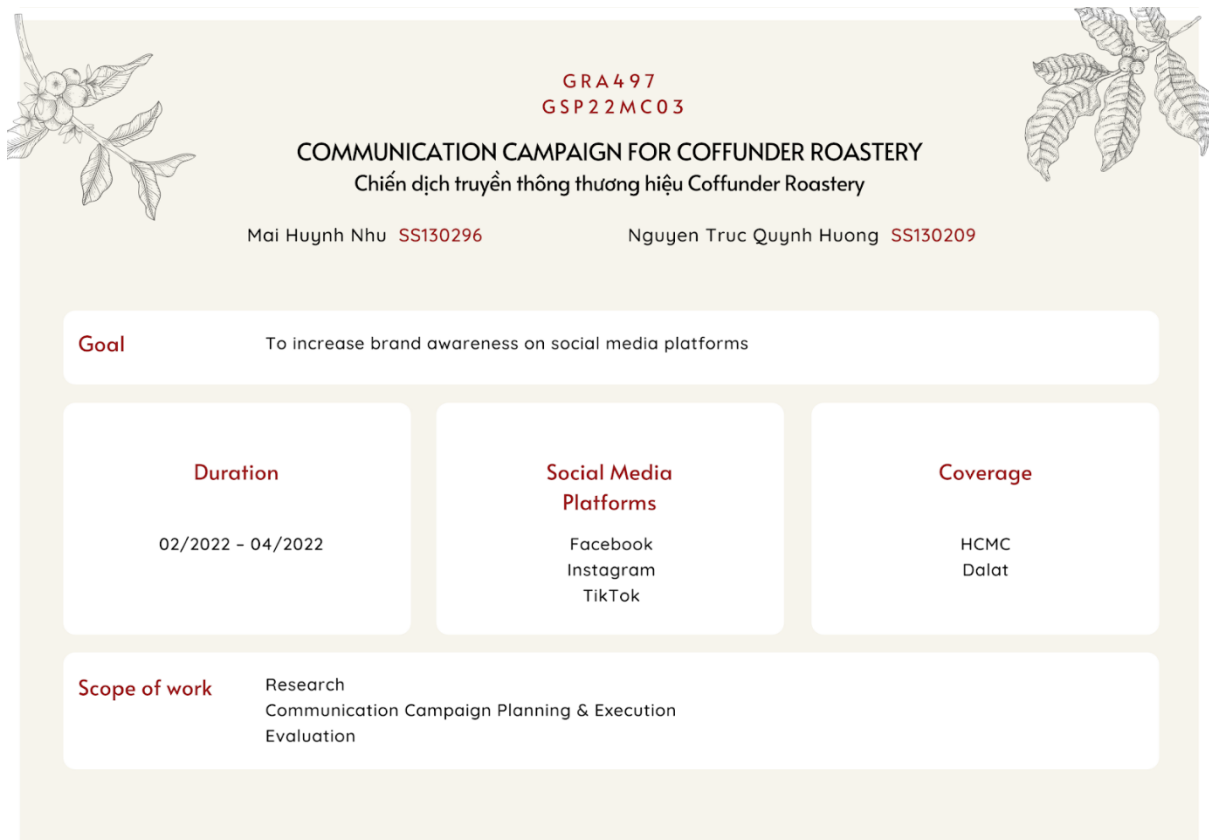 GRA497
GSP22MC03
COMMUNICATION CAMPAIGN FOR COFFUNDER ROASTERY
Chiến dịch truyền thông thương hiệu Coffunder Roastery
Mai Huynh Nhu SS130296 Nguyen Truc Quynh Huong SS130209
Goal To increase brand awareness on social media platforms
Duration
02/2022 – 04/2022
Social Media
Platforms
Facebook
Instagram
TikTok
Coverage
HCMC
Dalat
Scope of work Research
Communication Campaign Planning & Execution
Evaluation